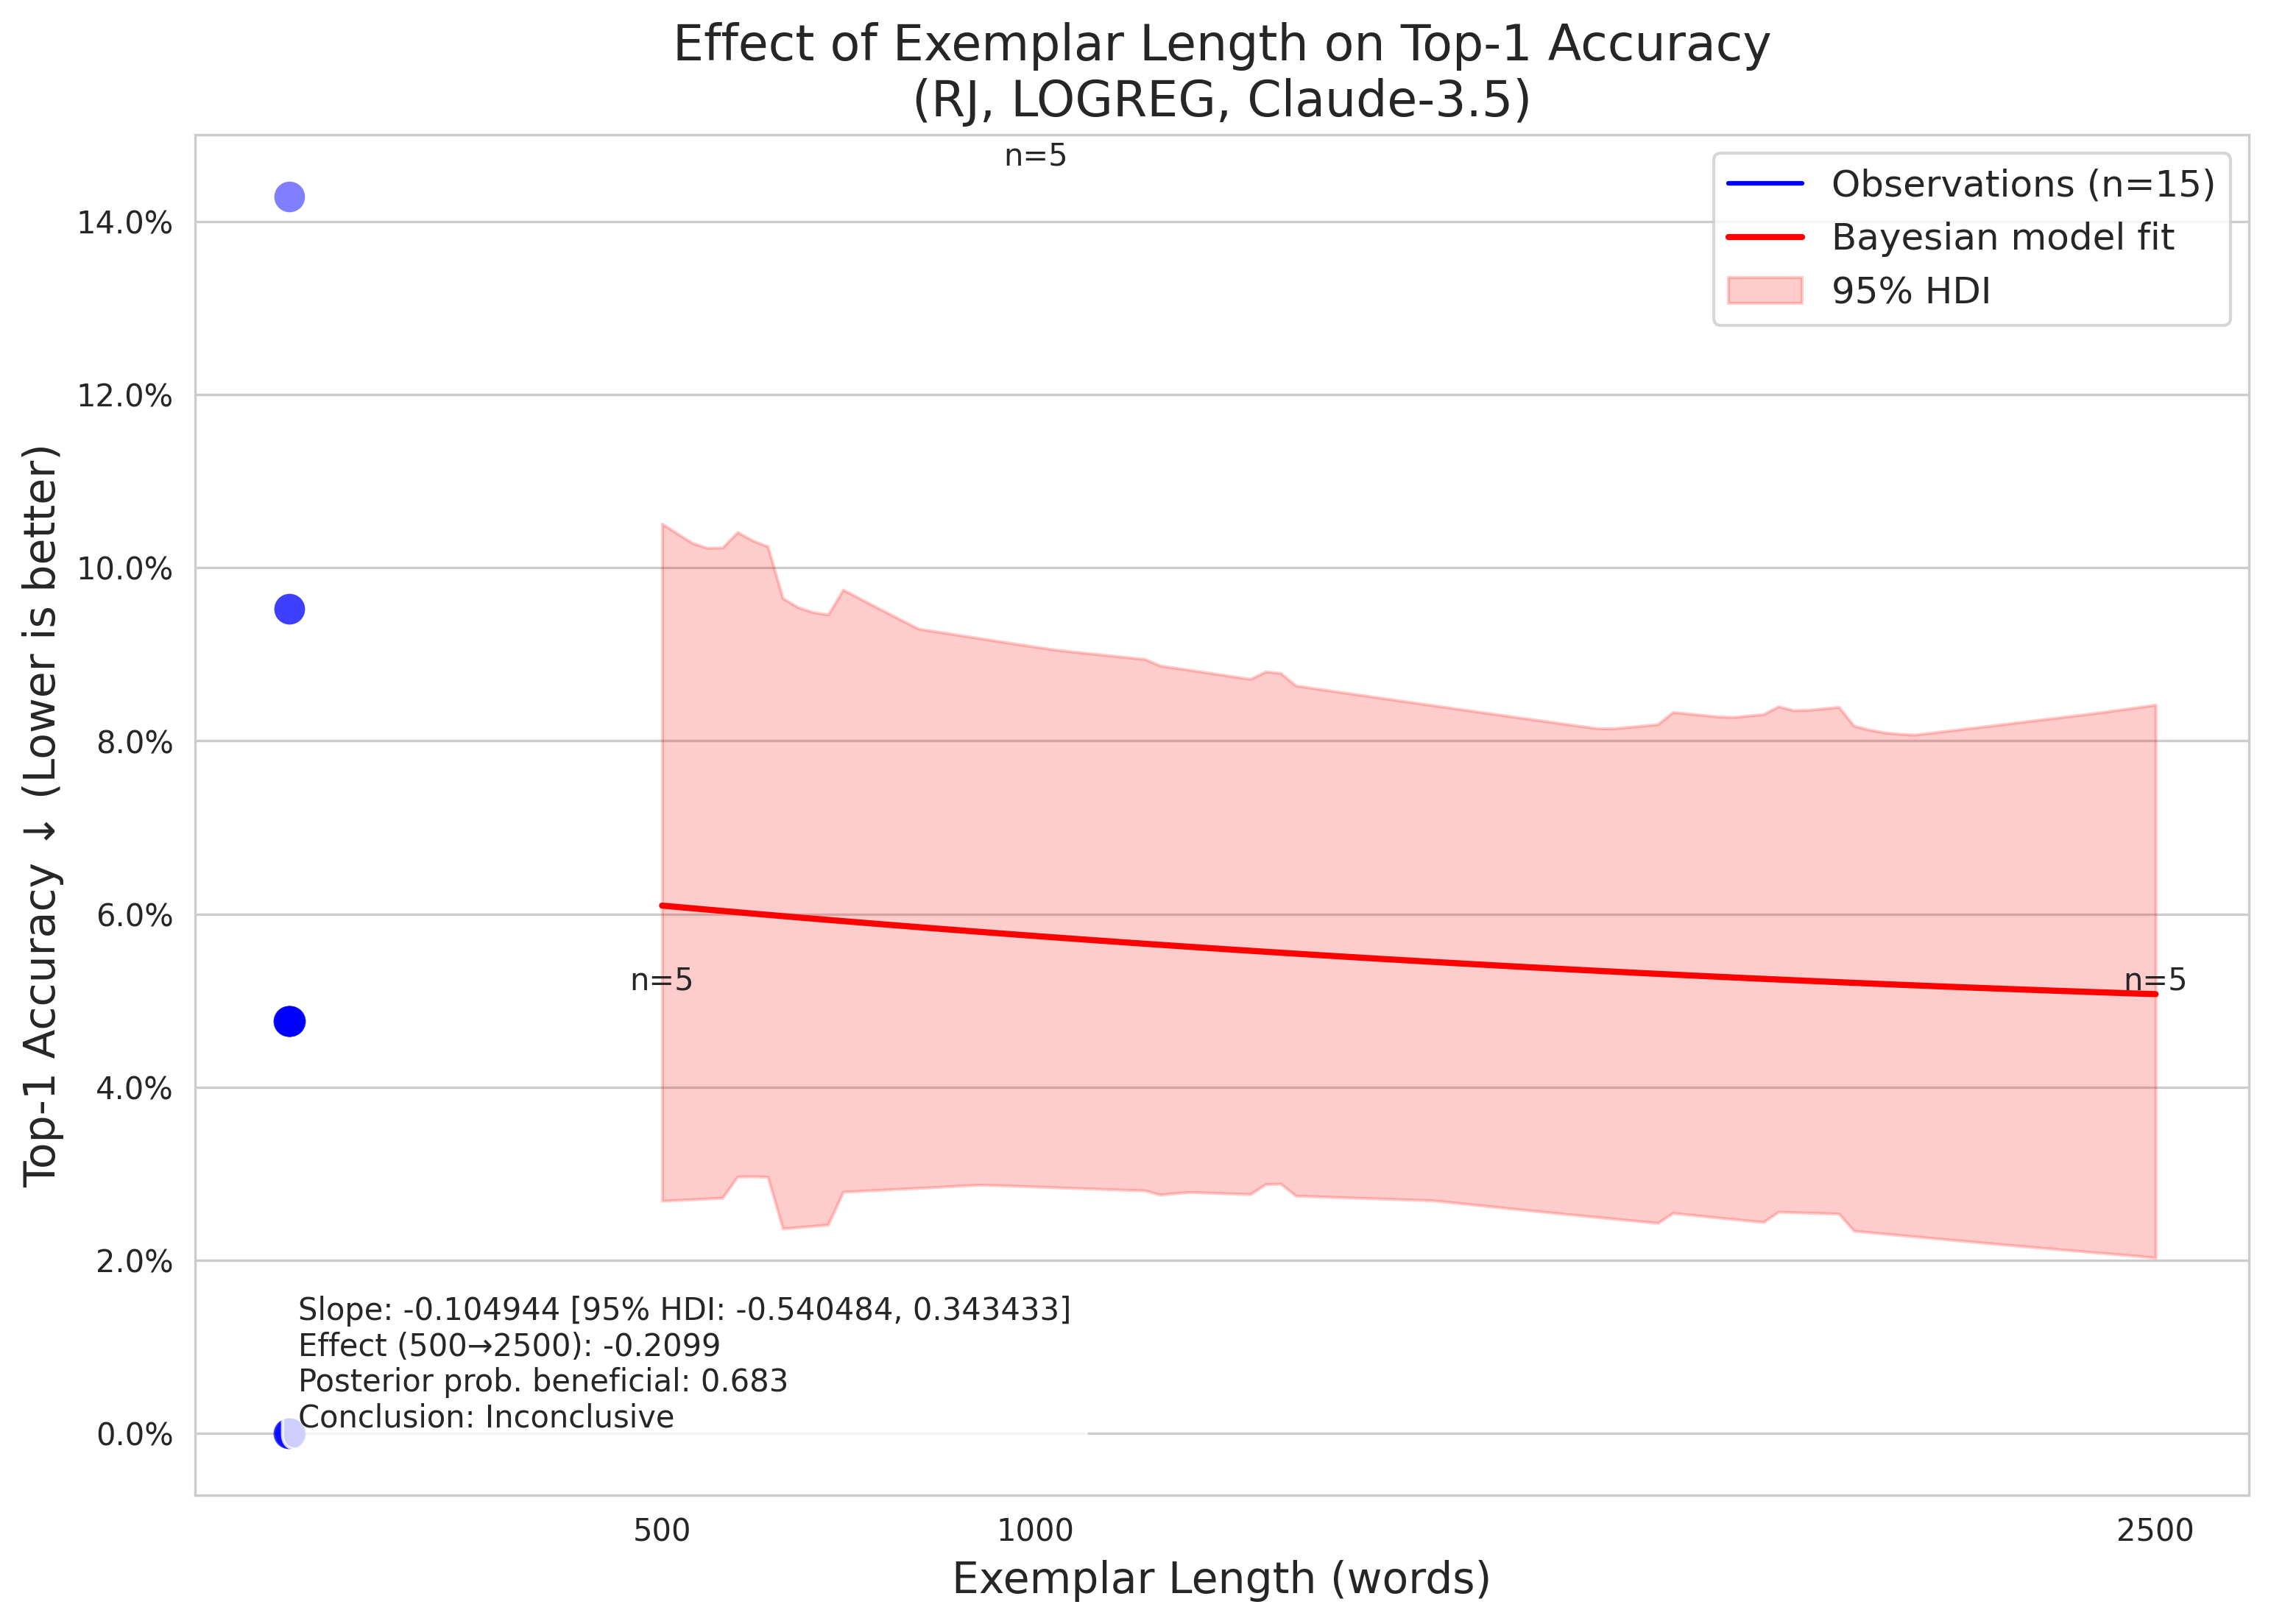 Effect of Exemplar Length on Top-1 Accuracy
(RJ, LOGREG, Claude-3.5)
n=5
Observations (n=15)
Bayesian model fit
95% HDI
Top-1 Accuracy ↓ (Lower is better)
14.0%
12.0%
10.0%
8.0%
6.0%
4.0%
2.0%
0.0%
n=5
n=5
Slope: -0.104944 [95% HDI: -0.540484, 0.343433]
Effect (500→2500): -0.2099
Posterior prob. beneficial: 0.683
Conclusion: Inconclusive
500
1000
2500
Exemplar Length (words)